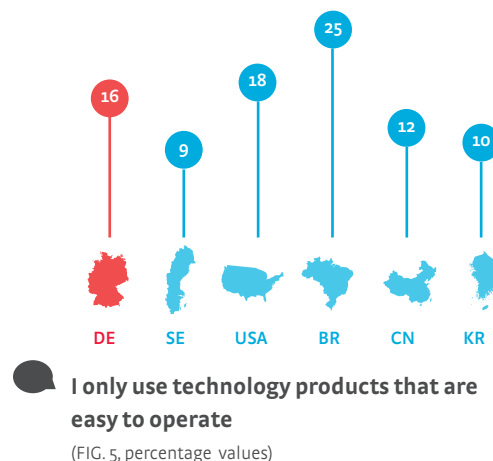 25
18
16
12
10
9
DE SE USA BR CN KR
I only use technology products that are
easy to operate
(FIG. 5, percentage values)